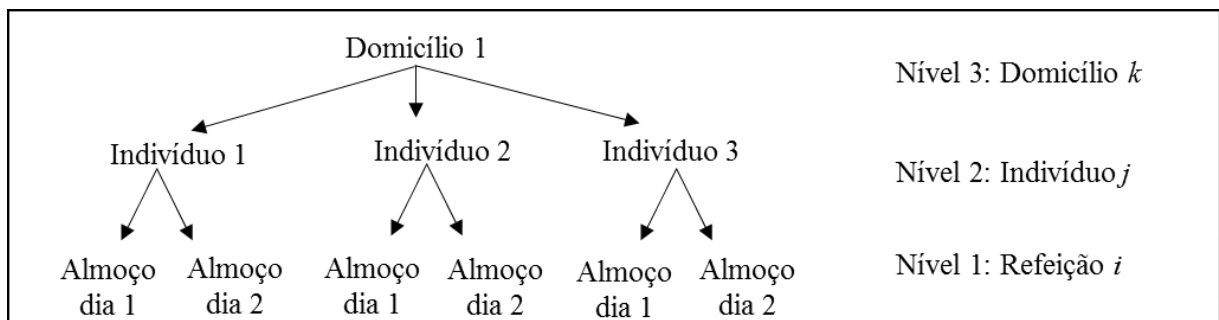 Domicílio 1
Nível 3: Domicílio k
Indivíduo 1
Indivíduo 2
Indivíduo 3
Nível 2: Indivíduo j
Almoço
dia 1
Almoço
dia 2
Almoço
dia 1
Almoço
dia 2
Almoço
dia 1
Almoço
dia 2
Nível 1: Refeição i